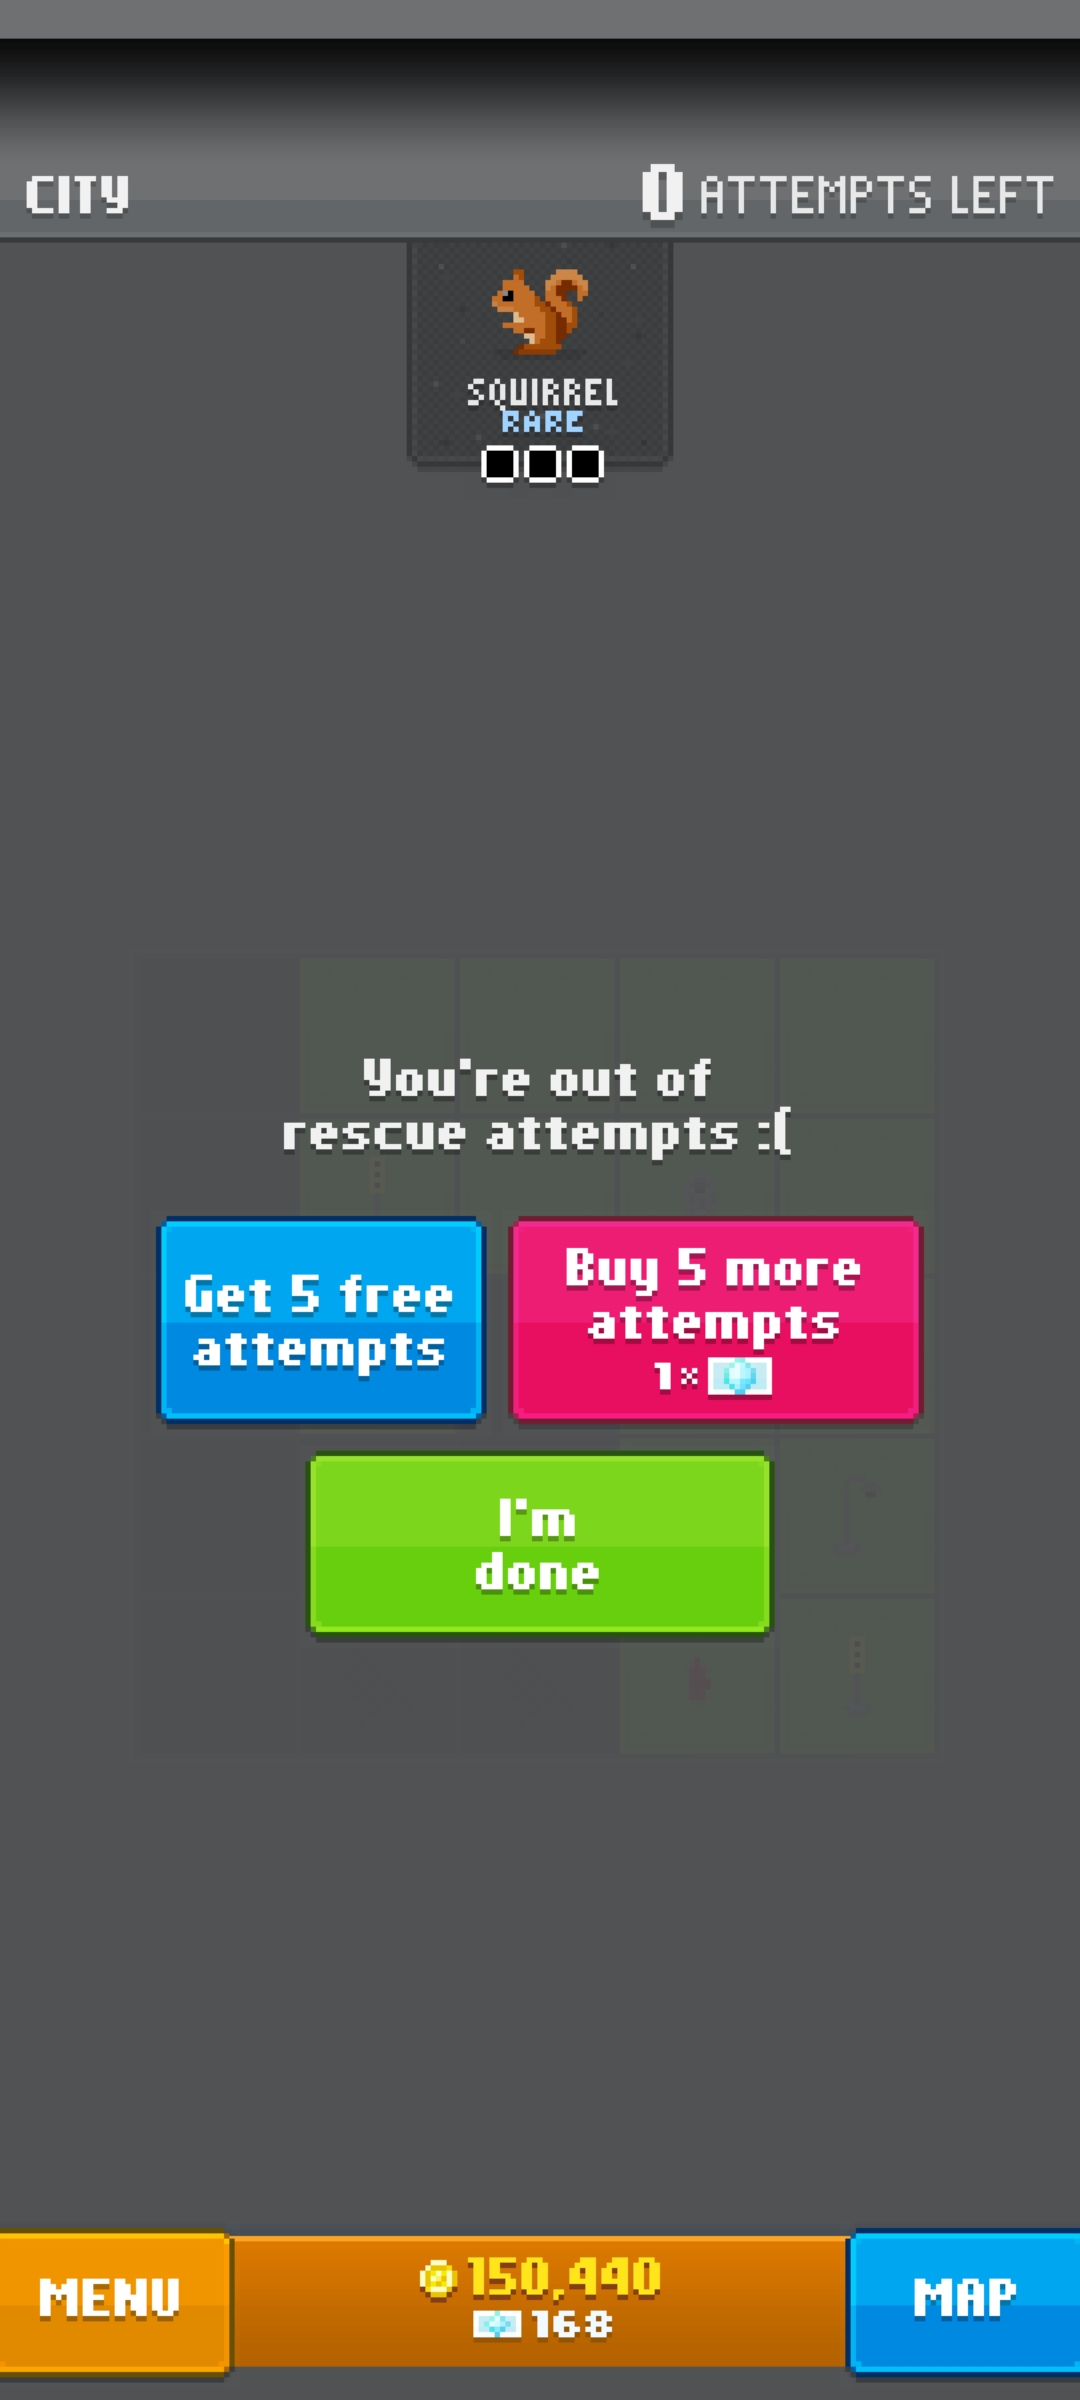 CITY
0 ATTEMPTS LEFT
SQUIRREL
RARE
You're out of
rescue attempts :(
Get 5 free
attempts
Buy 5 more
attempts
1×
I'm
done
MENU
150,440
168
MAP